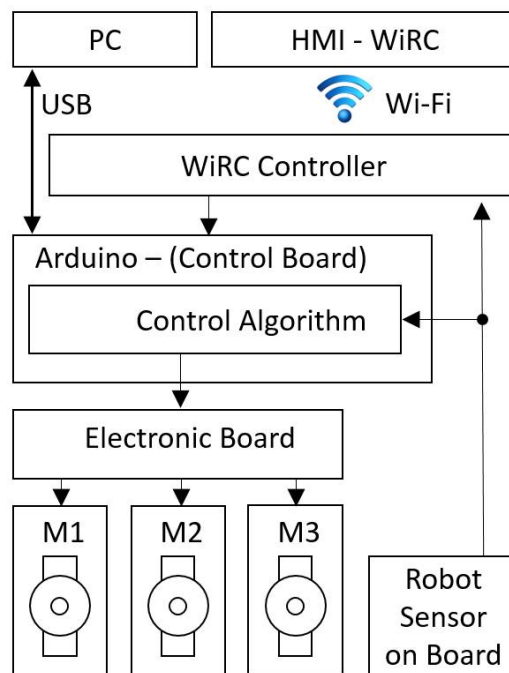 PC
HMI - WiRC
USB
Wi-Fi
WiRC Controller
Arduino – (Control Board)
Control Algorithm
Electronic Board
M1
M2
M3
Robot
Sensor
on Board